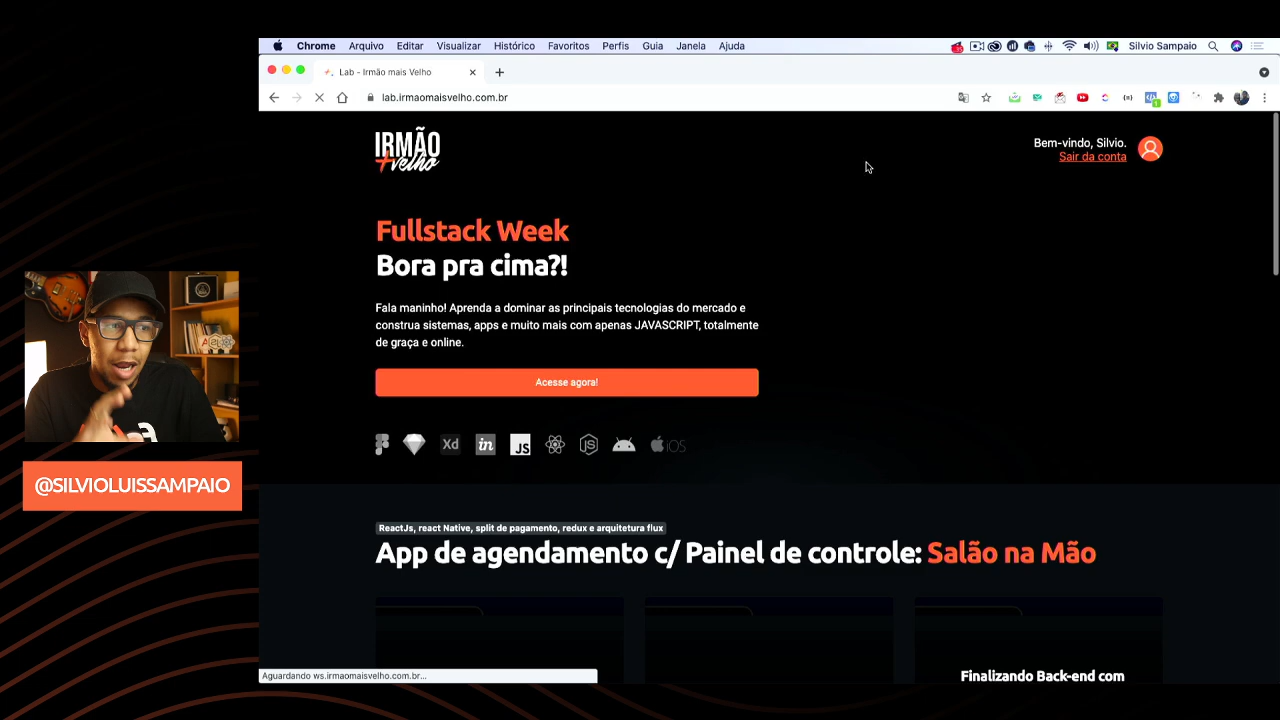 Chrome Arquivo Editar Visualizar Histórico Favoritos Perfis Guia Janela Ajuda
Silvio Sampaio
Lab - Irmão mais Velho
lab.irmaomaisvelho.com.br
IRMÃO
+velho
Bem-vindo, Silvio.
Sair da conta
Fullstack Week
Bora pra cima?!
Fala maninho! Aprenda a dominar as principais tecnologias do mercado e
construa sistemas, apps e muito mais com apenas JAVASCRIPT, totalmente
de graça e online.
Acesse agora!
Xd in JS JS iOS
@SILVIOLUISSAMPAIO
ReactJs, react Native, split de pagamento, redux e arquitetura flux
App de agendamento c/ Painel de controle: Salão na Mão
Finalizando Back-end com
Aguardando ws.irmaomaisvelho.com.br...